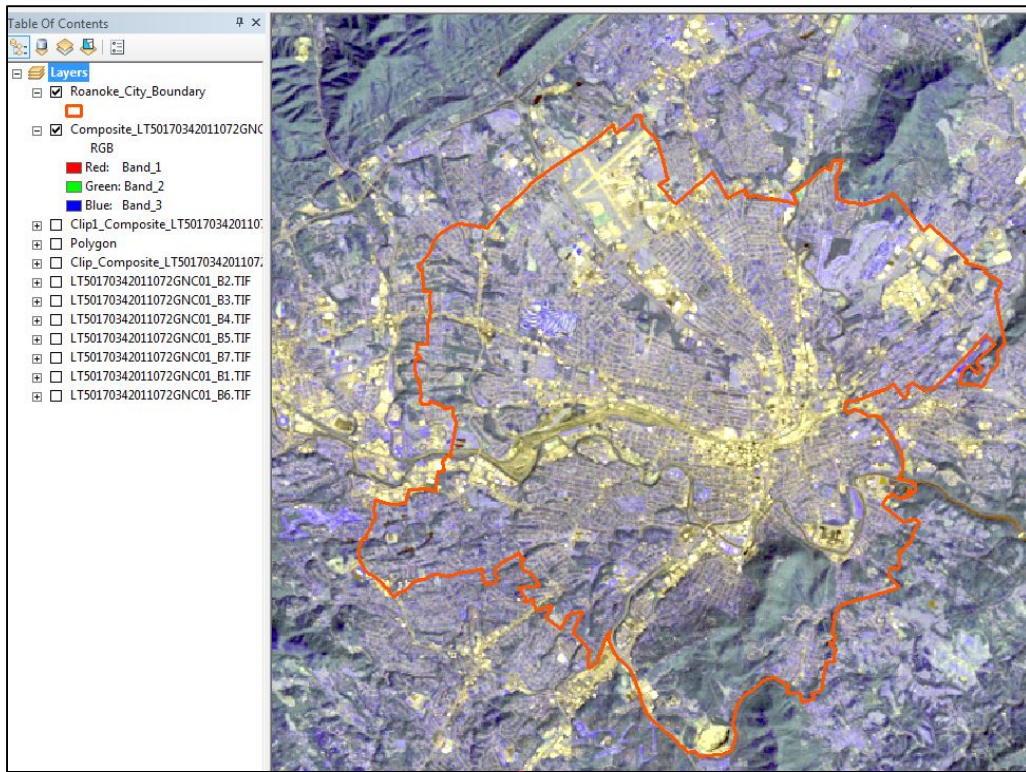 Table Of Contents
Layers
Roanoke_City_Boundary
Composite_LT50170342011072GNC
RGB
Red: Band_1
Green: Band_2
Blue: Band_3
Clip1_Composite_LT501703420110
Polygon
Clip_Composite_LT5017034201107
LT50170342011072GNC01_B2.TIF
LT50170342011072GNC01_B3.TIF
LT50170342011072GNC01_B4.TIF
LT50170342011072GNC01_B5.TIF
LT50170342011072GNC01_B7.TIF
LT50170342011072GNC01_B1.TIF
LT50170342011072GNC01_B6.TIF